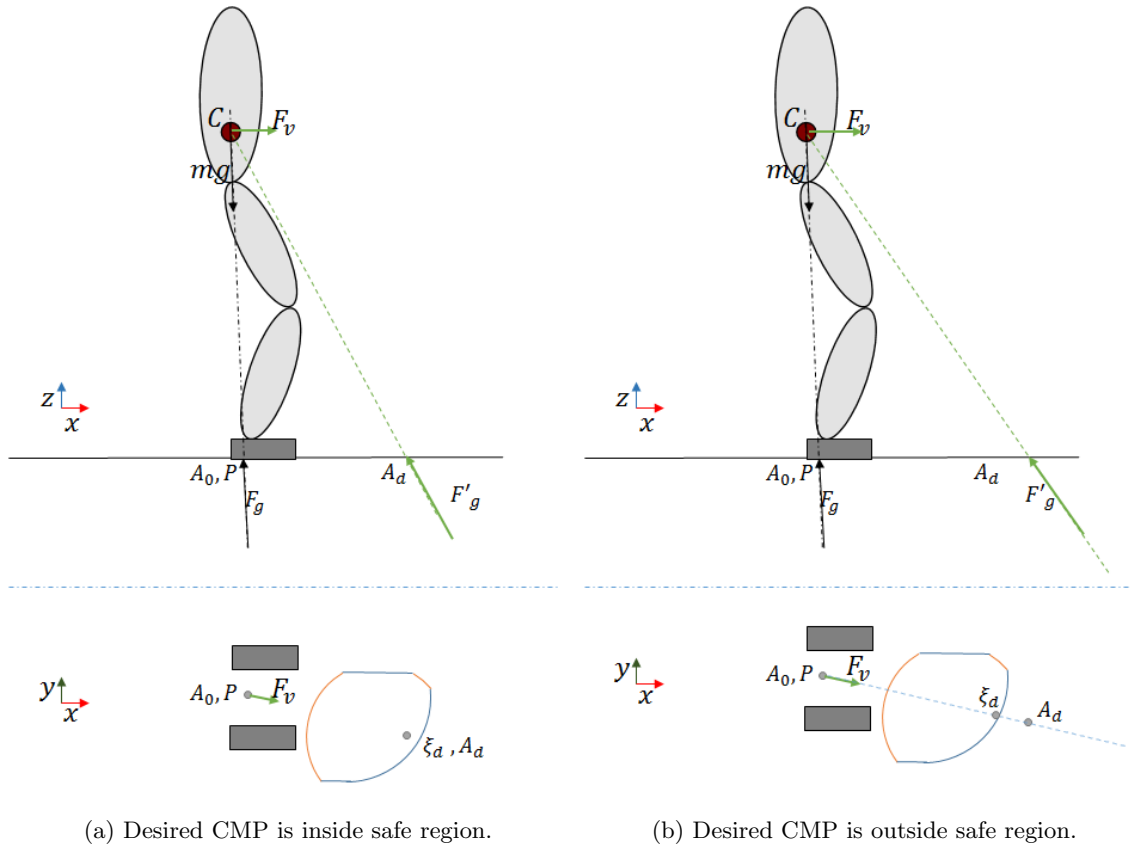 C F_v
mg
z
x
A_0, P
F_g
A_d
F'_g
y
x
A_0, P F_v
ξ_d , A_d
(a) Desired CMP is inside safe region.
C F_v
mg
z
x
A_0, P
F_g
A_d
F'_g
y
x
A_0, P F_v
ξ_d
A_d
(b) Desired CMP is outside safe region.